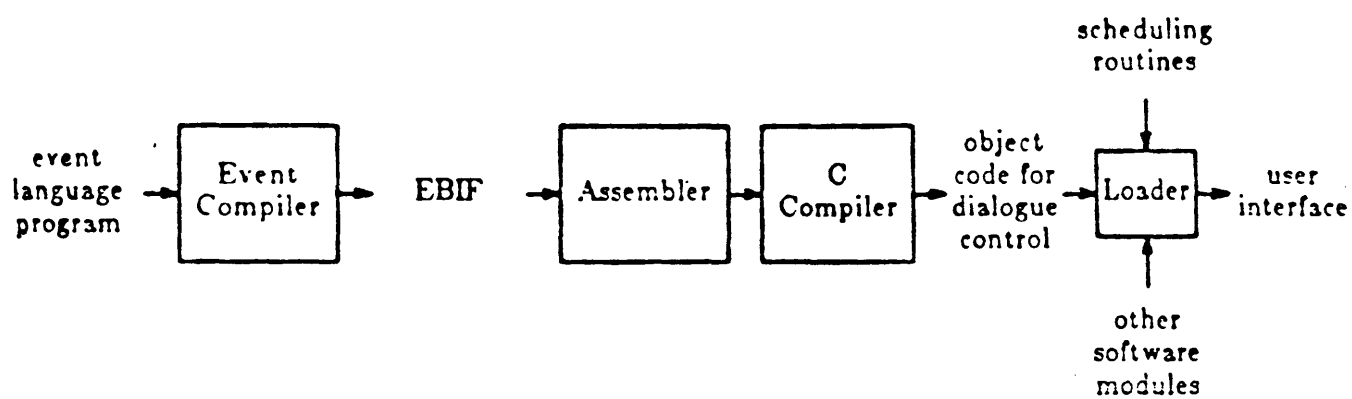 scheduling
routines
event
language
program
Event
Compiler
EBIF
Assembler
C
Compiler
object
code for
dialogue
control
Loader
user
interface
other
software
modules